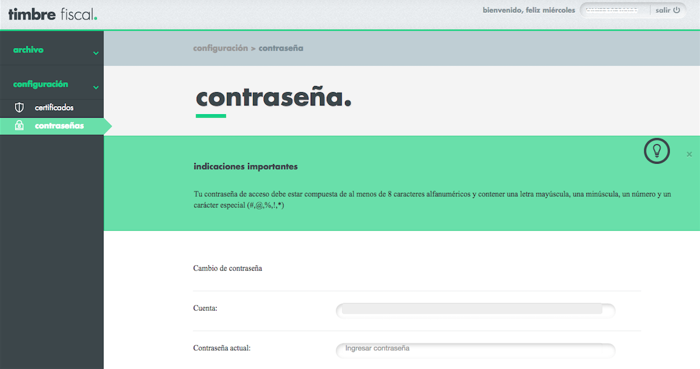 timbre fiscal.
bienvenido, feliz miércoles
salir
archivo
configuración > contraseña
configuración
certificados
contraseñas
contraseña.
indicaciones importantes
Tu contraseña de acceso debe estar compuesta de al menos de 8 caracteres alfanuméricos y contener una letra mayúscula, una minúscula, un número y un
carácter especial (#,@,%,!,*)
Cambio de contraseña
Cuenta:
Contraseña actual:
Ingresar contraseña